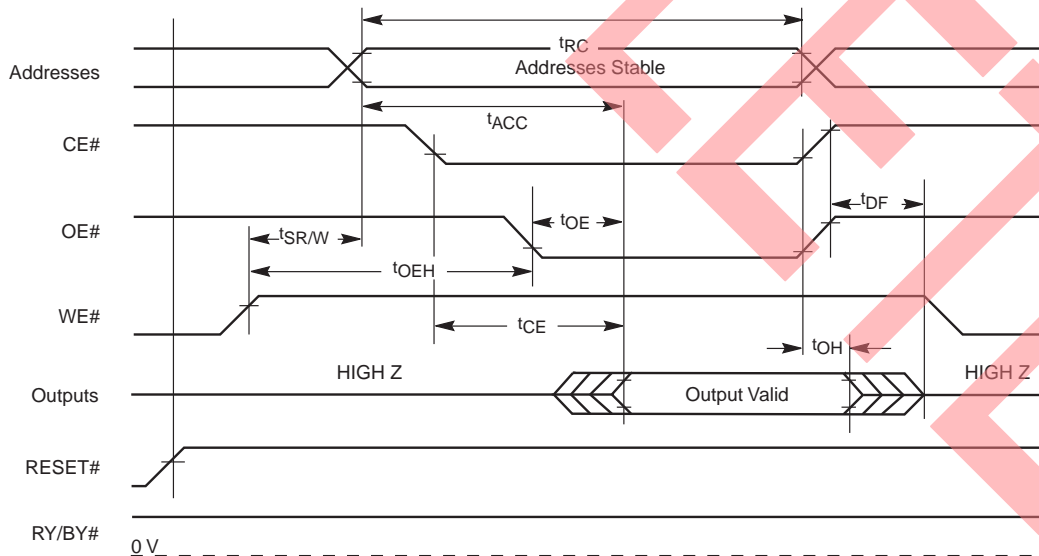 tRC
Addresses
Addresses Stable
tACC
CE#
tDF
OE#
tOE
tSR/W
tOEH
WE#
tCE
tOH
HIGH Z
HIGH Z
Outputs
Output Valid
RESET#
RY/BY#
0 V